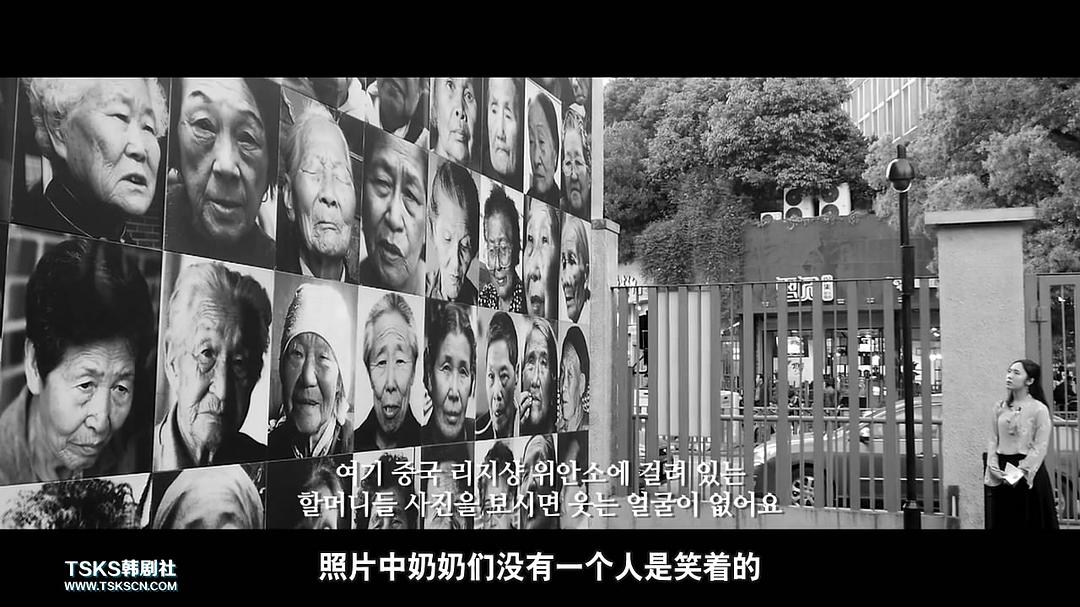 여기 중국 리지샹 위안소에 걸려 있는
할머니들 사진을 보시면 웃는 얼굴이 없어요
照片中奶奶们没有一个人是笑着的
TSKS韩剧社
WWW.TSKSCN.COM